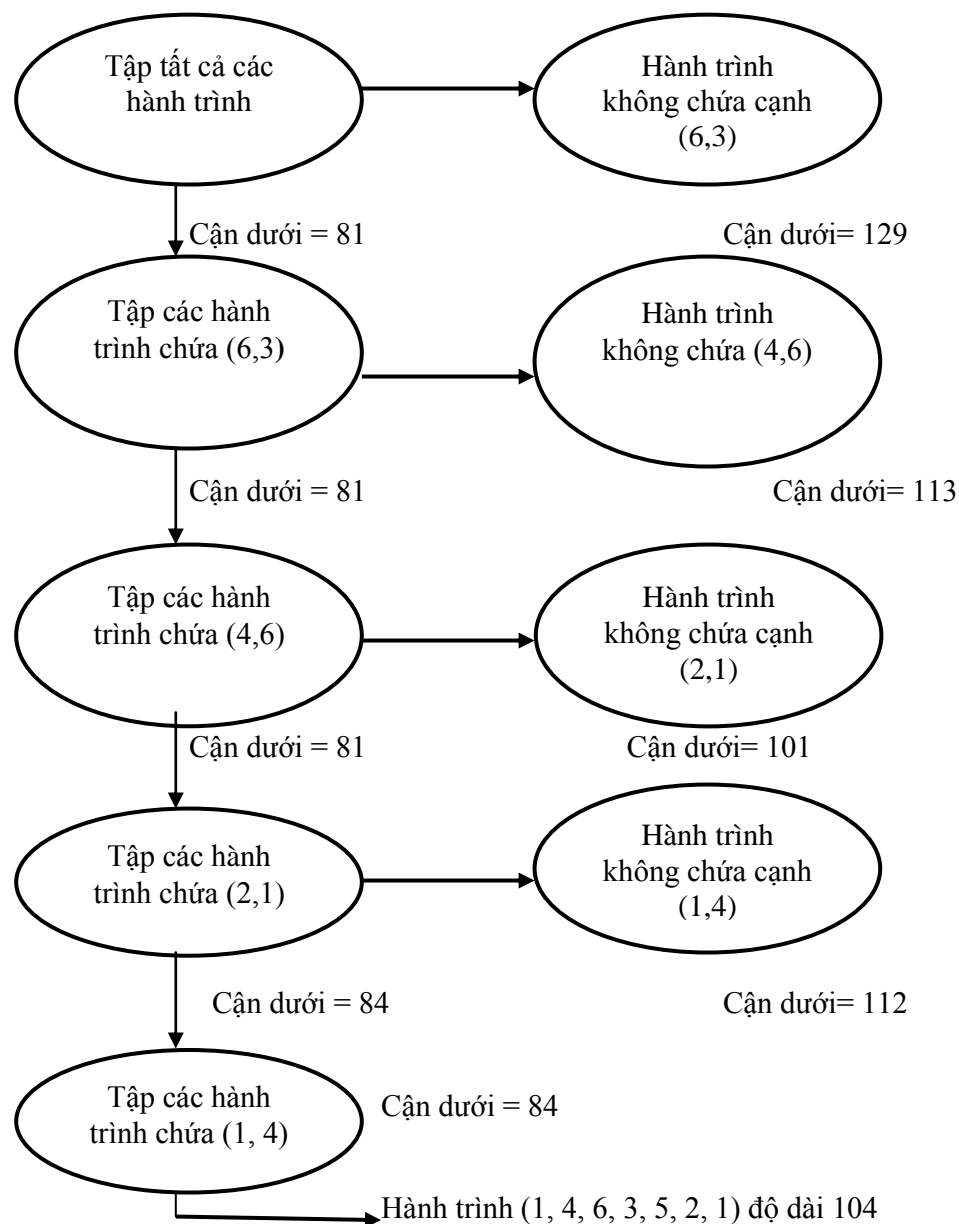 Tập tất cả các
hành trình
Hành trình
không chứa cạnh
(6,3)
Cận dưới = 81
Cận dưới= 129
Tập các hành
trình chứa (6,3)
Hành trình
không chứa (4,6)
Cận dưới = 81
Cận dưới= 113
Tập các hành
trình chứa (4,6)
Hành trình
không chứa cạnh
(2,1)
Cận dưới = 81
Cận dưới= 101
Tập các hành
trình chứa (2,1)
Hành trình
không chứa cạnh
(1,4)
Cận dưới = 84
Cận dưới= 112
Tập các hành
trình chứa (1, 4)
Cận dưới = 84
Hành trình (1, 4, 6, 3, 5, 2, 1) độ dài 104